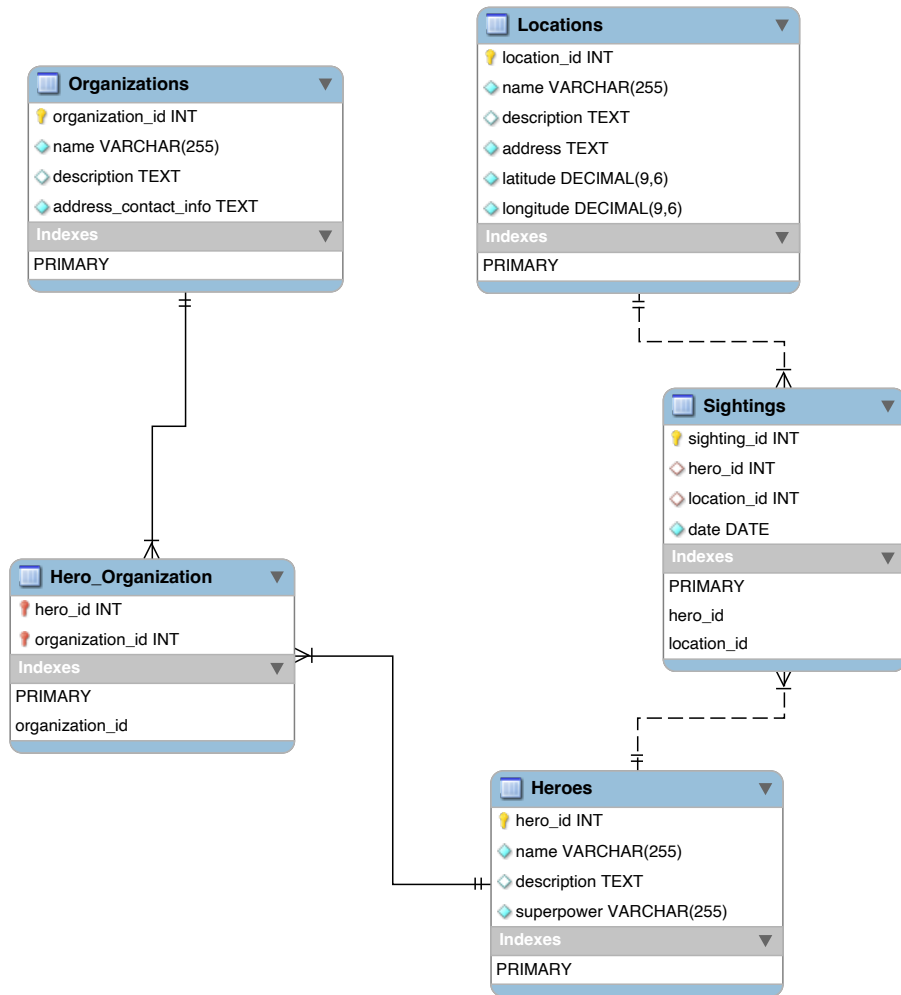 Organizations
organization_id INT
name VARCHAR(255)
description TEXT
address_contact_info TEXT
Indexes
PRIMARY
Locations
location_id INT
name VARCHAR(255)
description TEXT
address TEXT
latitude DECIMAL(9,6)
longitude DECIMAL(9,6)
Indexes
PRIMARY
Sightings
sighting_id INT
hero_id INT
location_id INT
date DATE
Indexes
PRIMARY
hero_id
location_id
Hero_Organization
hero_id INT
organization_id INT
Indexes
PRIMARY
organization_id
Heroes
hero_id INT
name VARCHAR(255)
description TEXT
superpower VARCHAR(255)
Indexes
PRIMARY